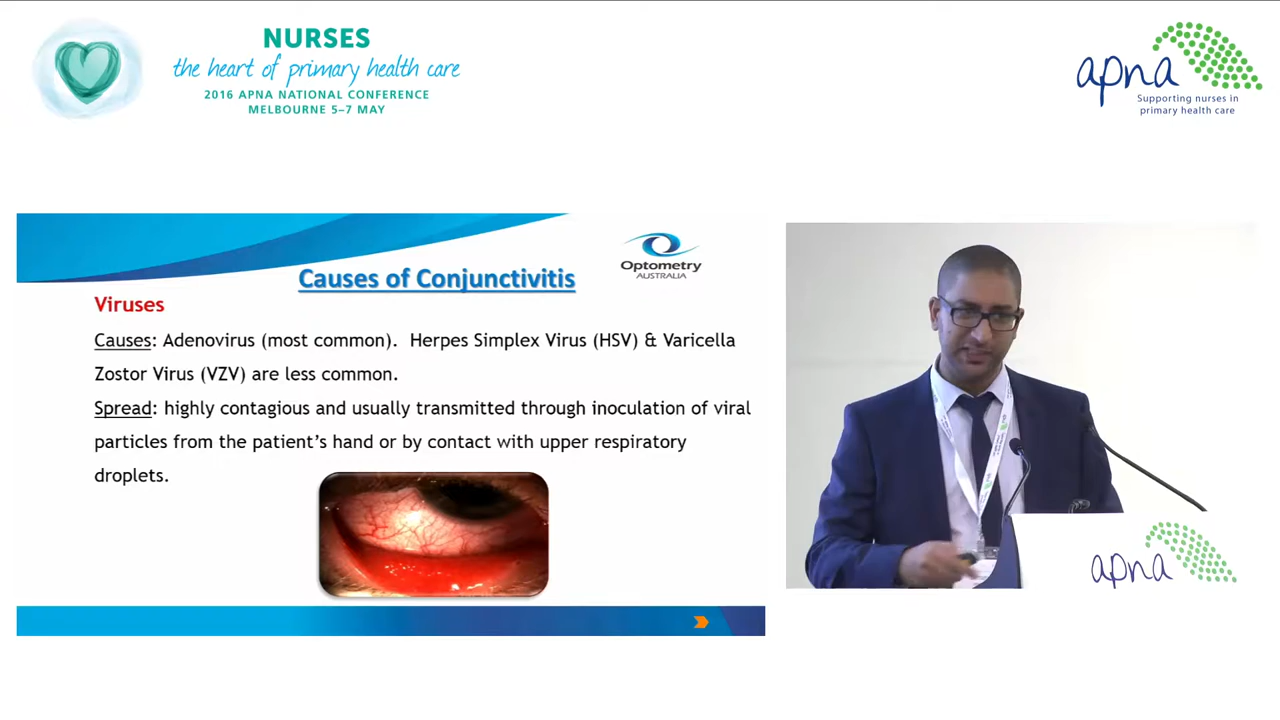 NURSES
the heart of primary health care
2016 APNA NATIONAL CONFERENCE
MELBOURNE 5–7 MAY
apna
Supporting nurses in
primary health care
Optometry
AUSTRALIA
Causes of Conjunctivitis
Viruses
Causes: Adenovirus (most common). Herpes Simplex Virus (HSV) & Varicella
Zostor Virus (VZV) are less common.
Spread: highly contagious and usually transmitted through inoculation of viral
particles from the patient’s hand or by contact with upper respiratory
droplets.
apna